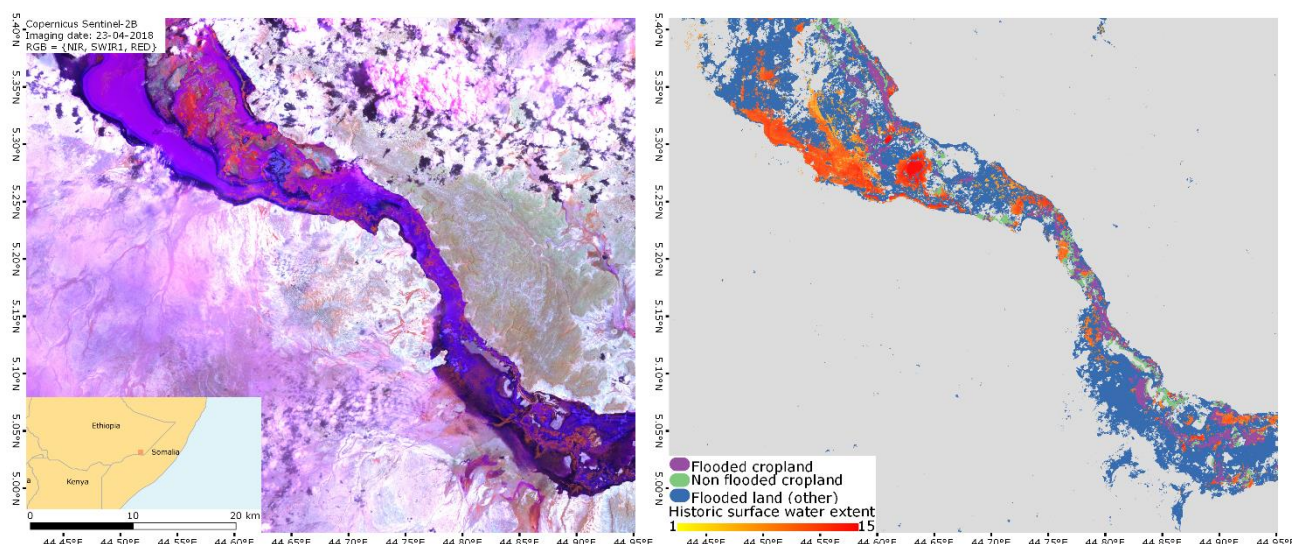 Copernicus Sentinel-2B
Imaging date: 23-04-2018
RGB = {NIR, SWIR1, RED}
5.40°N
5.35°N
5.30°N
5.25°N
5.20°N
5.15°N
5.10°N
5.05°N
5.00°N
Ethiopia
Somalia
Kenya
0 10 20 km
44.45°E 44.50°E 44.55°E 44.60°E 44.65°E 44.70°E 44.75°E 44.80°E 44.85°E 44.90°E 44.95°E
5.40°N
5.35°N
5.30°N
5.25°N
5.20°N
5.15°N
5.10°N
5.05°N
5.00°N
Flooded cropland
Non flooded cropland
Flooded land (other)
Historic surface water extent
1 15
44.45°E 44.50°E 44.55°E 44.60°E 44.65°E 44.70°E 44.75°E 44.80°E 44.85°E 44.90°E 44.95°E